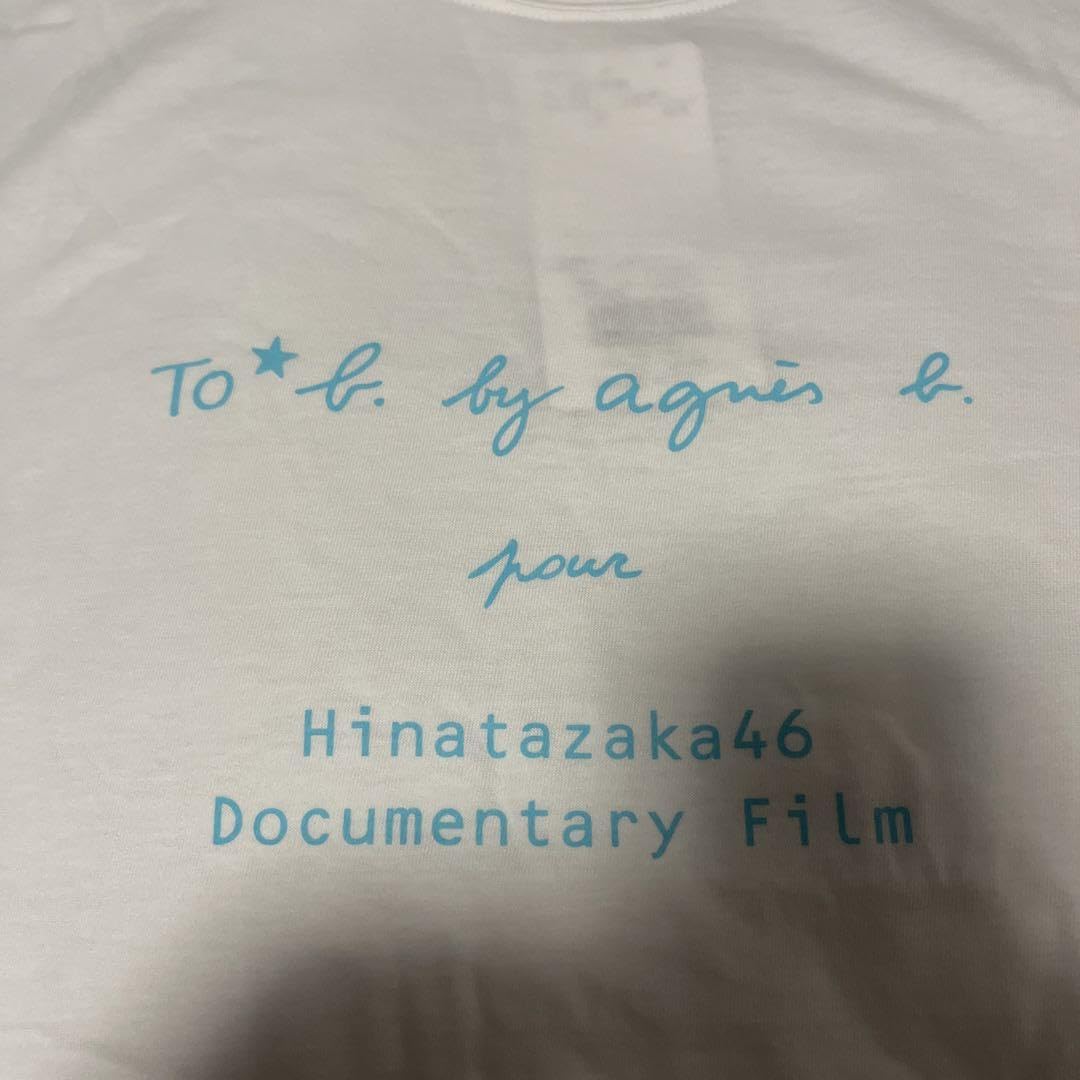 To★b. by agnès b.
pour
Hinatazaka46
Documentary Film